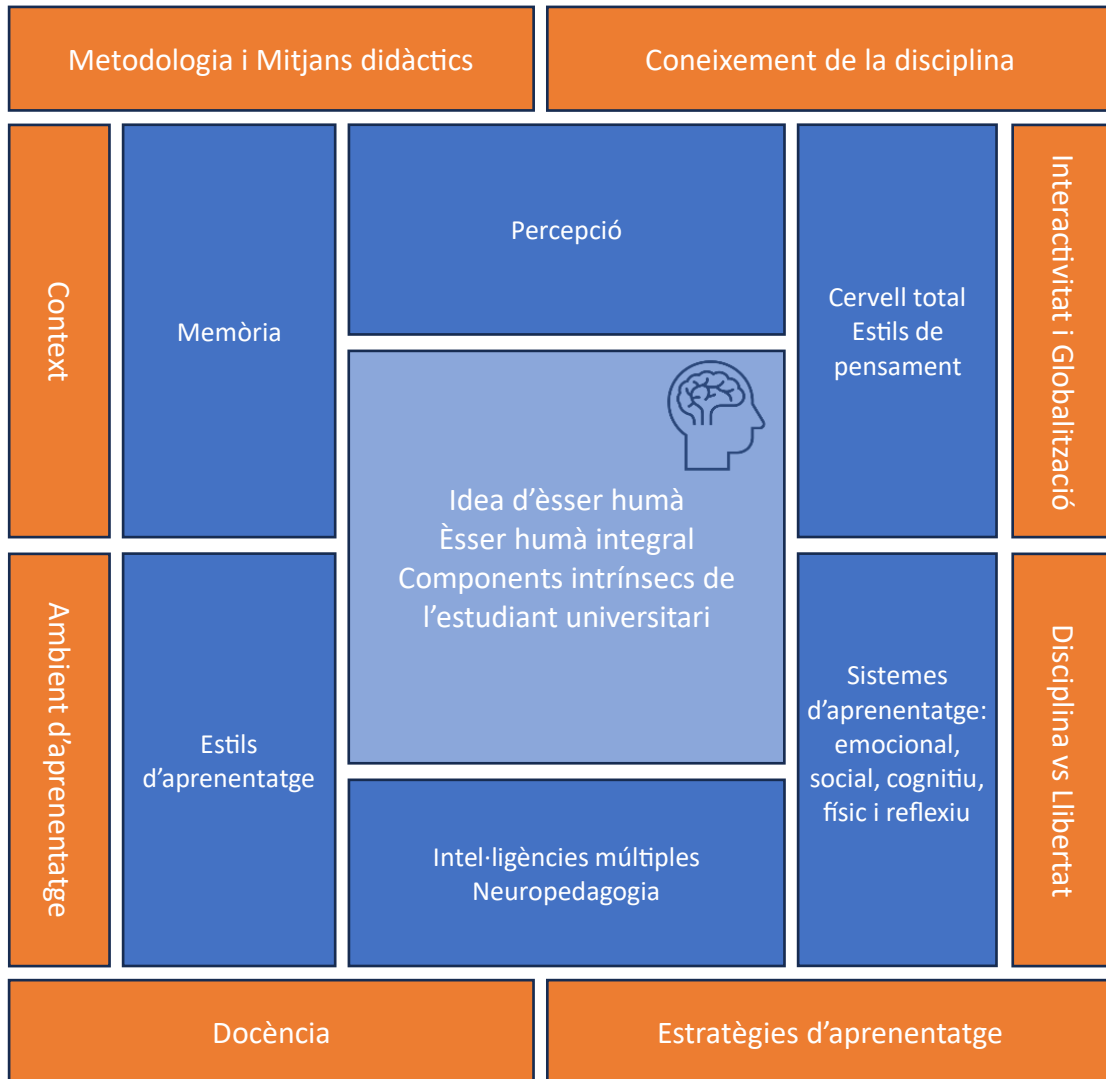 Metodologia i Mitjans didàctics
Coneixement de la disciplina
Context
Memòria
Percepció
Cervell total
Estils de
pensament
Interactivitat i Globalització
Idea d’èsser humà
Èsser humà integral
Components intrínsecs de
l’estudiant universitari
Ambient d’aprenentatge
Estils
d’aprenentatge
Sistemes
d’aprenentatge:
emocional,
social, cognitiu,
físic i reflexiu
Disciplina vs Llibertat
Intel·ligències múltiples
Neuropedagogia
Docència
Estratègies d’aprenentatge